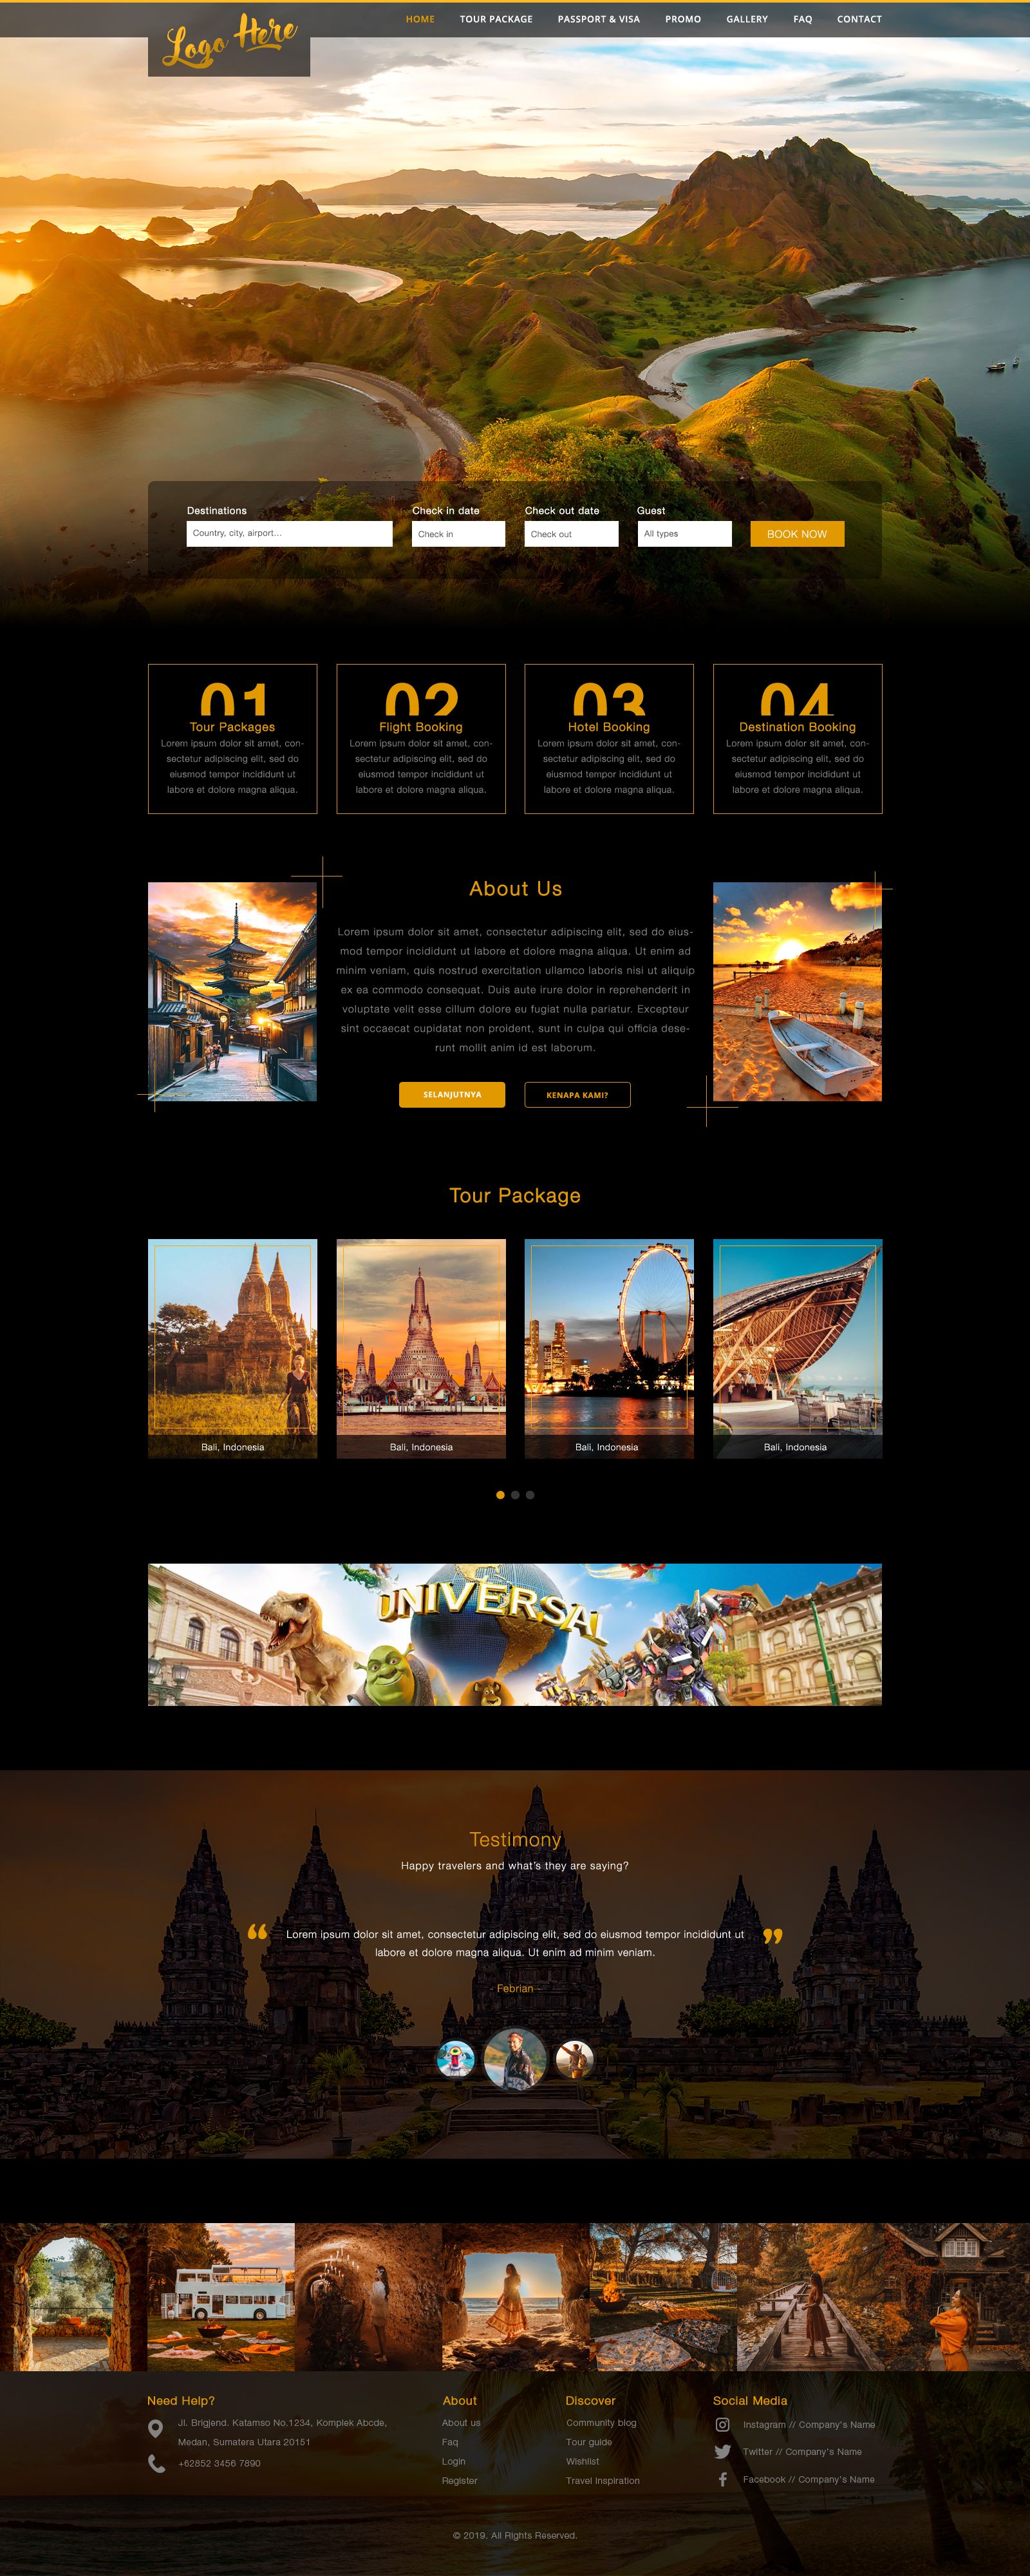 Logo Here
HOME TOUR PACKAGE PASSPORT & VISA PROMO GALLERY FAQ CONTACT
Destinations Check in date Check out date Guest
Country, city, airport... Check in Check out All types BOOK NOW
01
Tour Packages
Lorem ipsum dolor sit amet, con-
sectetur adipiscing elit, sed do
eiusmod tempor incididunt ut
labore et dolore magna aliqua.
02
Flight Booking
Lorem ipsum dolor sit amet, con-
sectetur adipiscing elit, sed do
eiusmod tempor incididunt ut
labore et dolore magna aliqua.
03
Hotel Booking
Lorem ipsum dolor sit amet, con-
sectetur adipiscing elit, sed do
eiusmod tempor incididunt ut
labore et dolore magna aliqua.
04
Destination Booking
Lorem ipsum dolor sit amet, con-
sectetur adipiscing elit, sed do
eiusmod tempor incididunt ut
labore et dolore magna aliqua.
About Us
Lorem ipsum dolor sit amet, consectetur adipiscing elit, sed do eius-
mod tempor incididunt ut labore et dolore magna aliqua. Ut enim ad
minim veniam, quis nostrud exercitation ullamco laboris nisi ut aliquip
ex ea commodo consequat. Duis aute irure dolor in reprehenderit in
voluptate velit esse cillum dolore eu fugiat nulla pariatur. Excepteur
sint occaecat cupidatat non proident, sunt in culpa qui officia dese-
runt mollit anim id est laborum.
SELANJUTNYA KENAPA KAMI?
Tour Package
Bali, Indonesia Bali, Indonesia Bali, Indonesia Bali, Indonesia
UNIVERSAL
Testimony
Happy travelers and what's they are saying?
“ Lorem ipsum dolor sit amet, consectetur adipiscing elit, sed do eiusmod tempor incididunt ut ”
labore et dolore magna aliqua. Ut enim ad minim veniam.
- Febrian -
Need Help?
Jl. Brigjend. Katamso No.1234, Komplek Abcde,
Medan, Sumatera Utara 20151
+62852 3456 7890
About
About us
Faq
Login
Register
Discover
Community blog
Tour guide
Wishlist
Travel Inspiration
Social Media
Instagram // Company's Name
Twitter // Company's Name
Facebook // Company's Name
© 2019. All Rights Reserved.